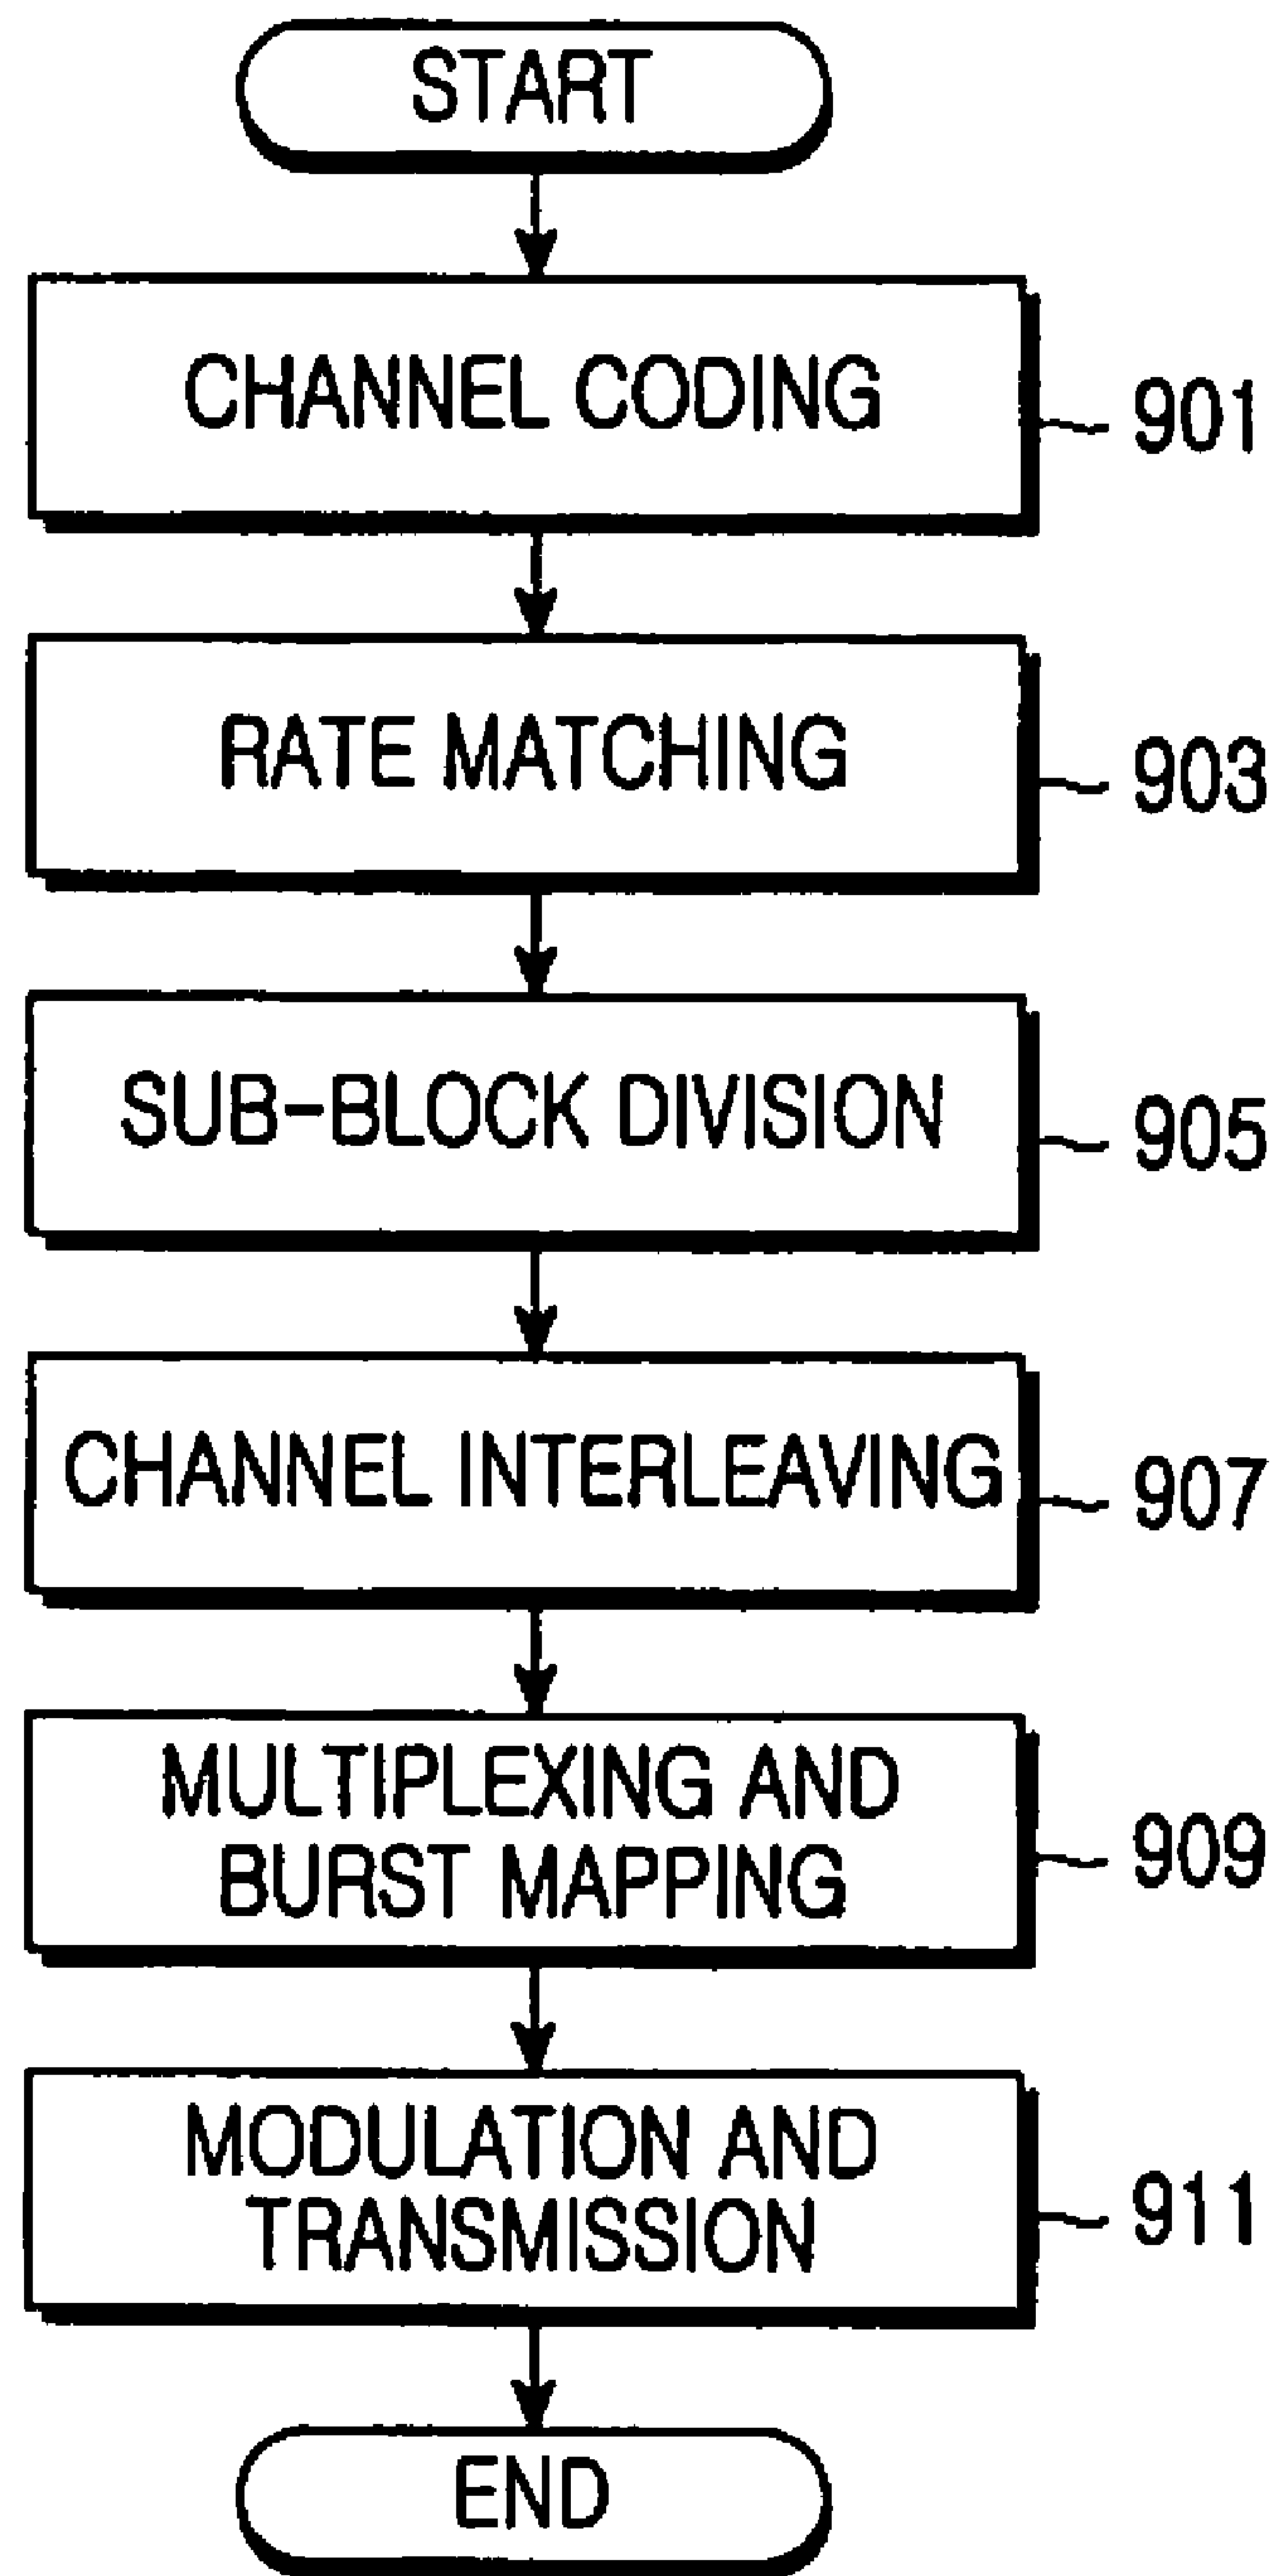 START
CHANNEL CODING
901
RATE MATCHING
903
SUB-BLOCK DIVISION
905
CHANNEL INTERLEAVING
907
MULTIPLEXING AND
BURST MAPPING
909
MODULATION AND
TRANSMISSION
911
END